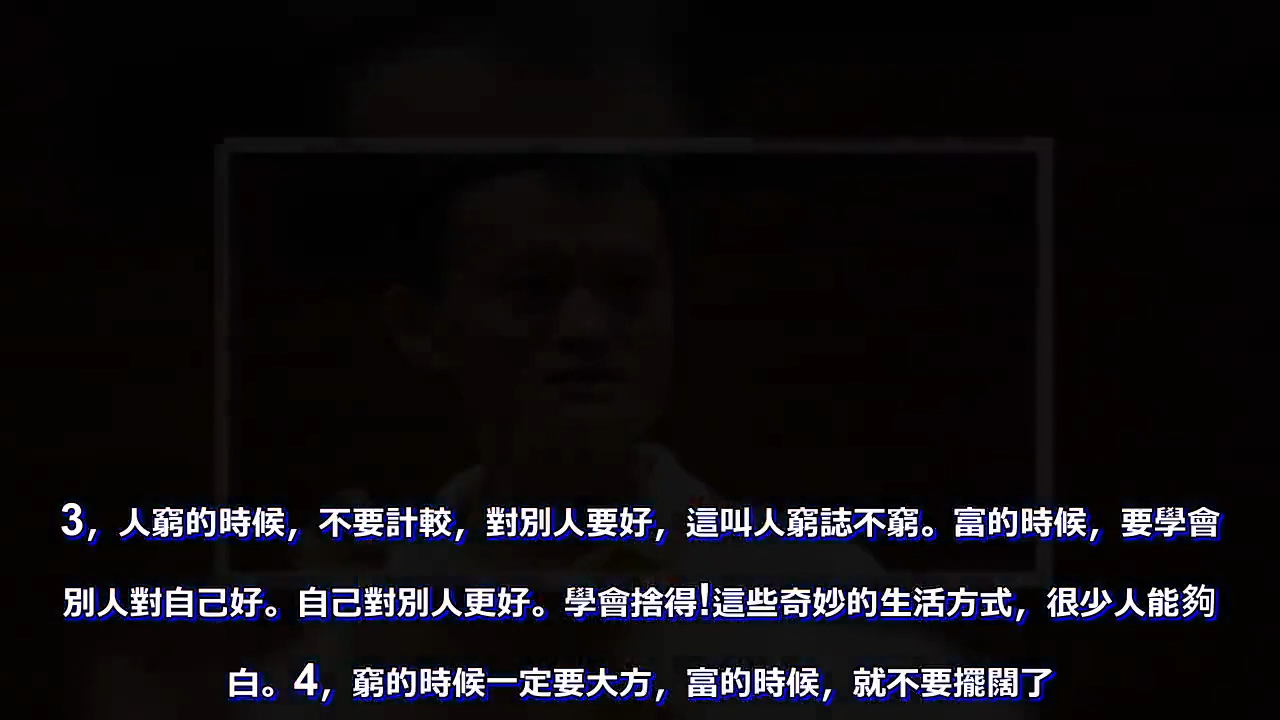 3，人窮的時候，不要計較，對別人要好，這叫人窮誌不窮。富的時候，要學會
別人對自己好。自己對別人更好。學會捨得!這些奇妙的生活方式，很少人能夠
白。4，窮的時候一定要大方，富的時候，就不要擺闊了